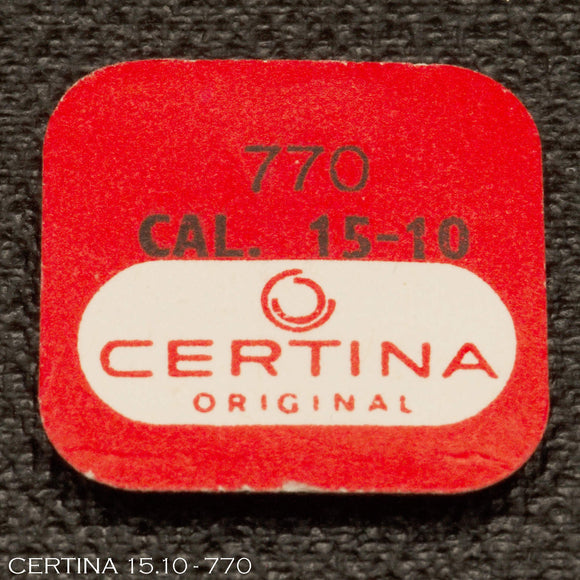 770
CAL. 15-10
CERTINA
ORIGINAL
CERTINA 15.10 - 770